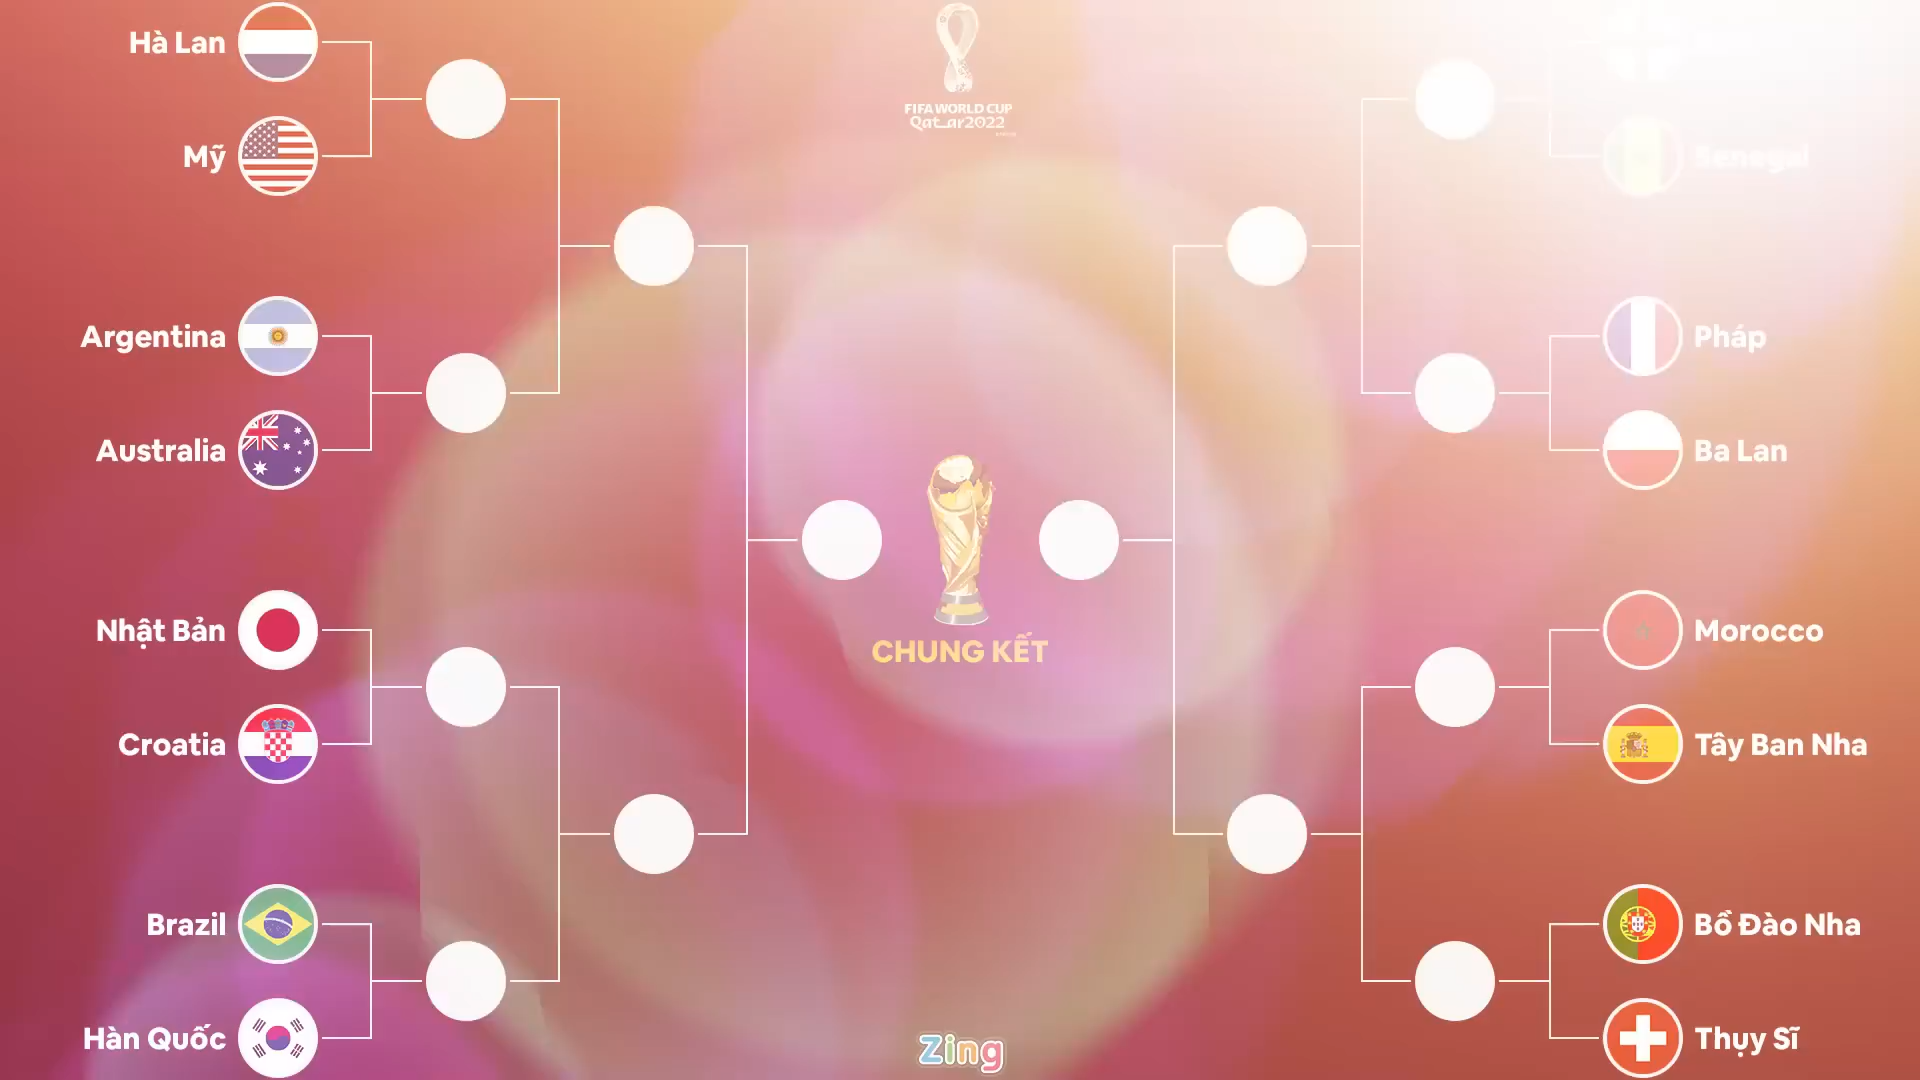 Hà Lan
Mỹ
Argentina
Australia
Nhật Bản
Croatia
Brazil
Hàn Quốc
FIFA WORLD CUP
Qatar2022
CHUNG KẾT
Zing
Senegal
Pháp
Ba Lan
Morocco
Tây Ban Nha
Bồ Đào Nha
Thụy Sĩ